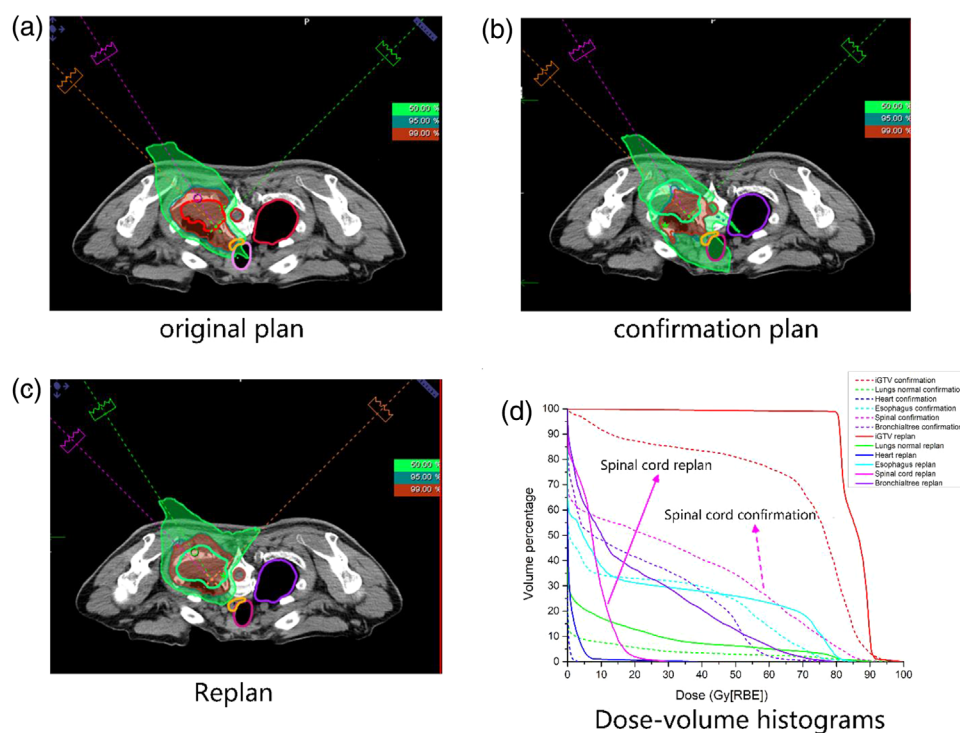 (a)
P
50.00 %
95.00 %
99.00 %
original plan
(b)
50.00 %
95.00 %
99.00 %
confirmation plan
(c)
50.00 %
95.00 %
99.00 %
Replan
(d)
iGTV confirmation
Lungs normal confirmation
Heart confirmation
Esophagus confirmation
Spinal confirmation
Bronchialtree confirmation
iGTV replan
Lungs normal replan
Heart replan
Esophagus replan
Spinal cord replan
Bronchialtree replan
Spinal cord replan
Spinal cord confirmation
Volume percentage
100
90
80
70
60
50
40
30
20
10
0
0 10 20 30 40 50 60 70 80 90 100
Dose (Gy[RBE])
Dose-volume histograms